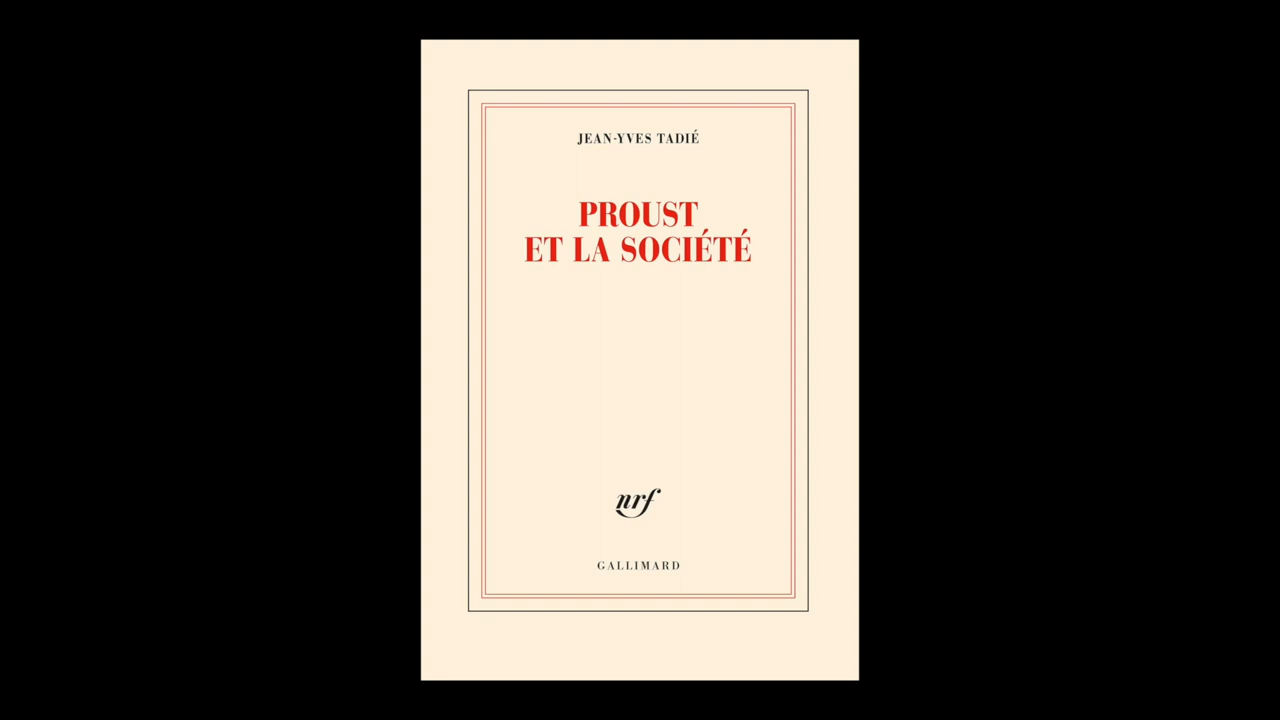 JEAN-YVES TADIÉ
PROUST
ET LA SOCIÉTÉ
nrf
GALLIMARD